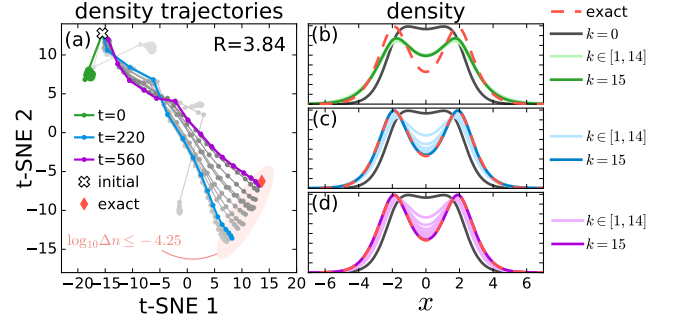 density trajectories
(a)
R=3.84
t=0
t=220
t=560
initial
exact
log₁₀Δn ≤ −4.25
10
5
0
−5
−10
−15
−20 −15 −10 −5 0 5 10 15 20
t-SNE 2
t-SNE 1
density
(b)
(c)
(d)
−6 −4 −2 0 2 4 6
x
exact
k = 0
k ∈ [1, 14]
k = 15
k ∈ [1, 14]
k = 15
k ∈ [1, 14]
k = 15